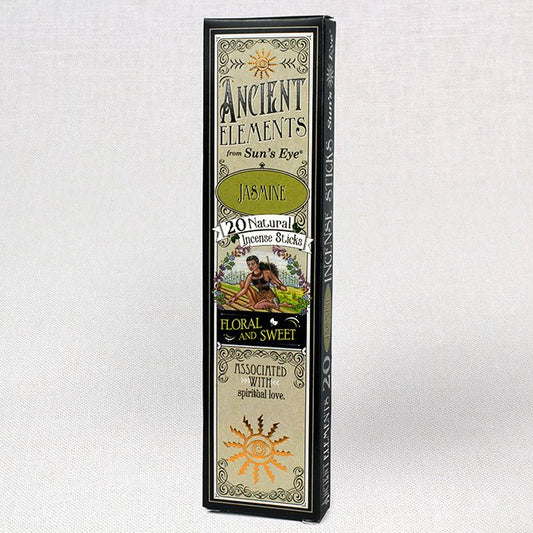 ANCIENT
ELEMENTS
from Sun's Eye®
JASMINE
20 Natural
Incense Sticks
FLORAL
AND SWEET
ASSOCIATED
WITH
spiritual love.
ANCIENT ELEMENTS 20 JASMINE INCENSE STICKS Sun's Eye®